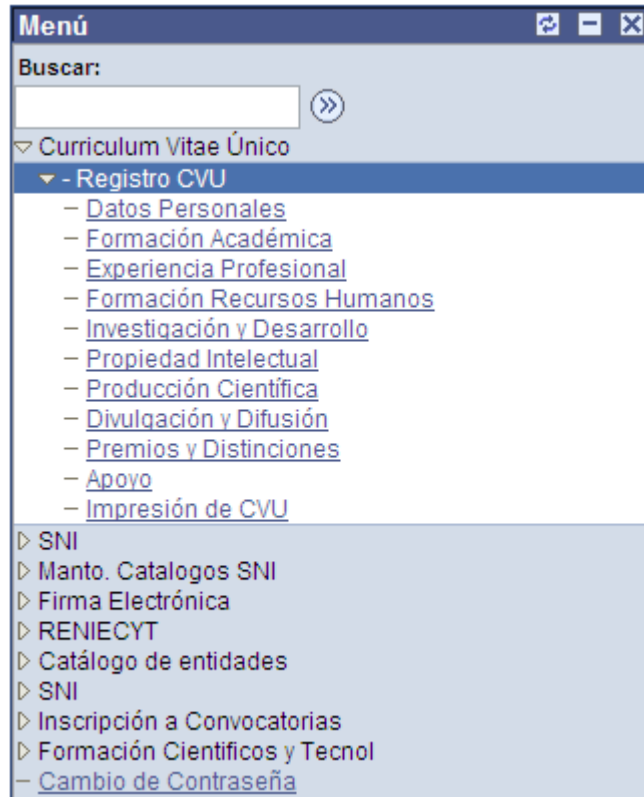 Menú
Buscar:
Curriculum Vitae Único
- Registro CVU
Datos Personales
Formación Académica
Experiencia Profesional
Formación Recursos Humanos
Investigación y Desarrollo
Propiedad Intelectual
Producción Científica
Divulgación y Difusión
Premios y Distinciones
Apoyo
Impresión de CVU
SNI
Manto. Catalogos SNI
Firma Electrónica
RENIECYT
Catálogo de entidades
SNI
Inscripción a Convocatorias
Formación Cientificos y Tecnol
Cambio de Contraseña